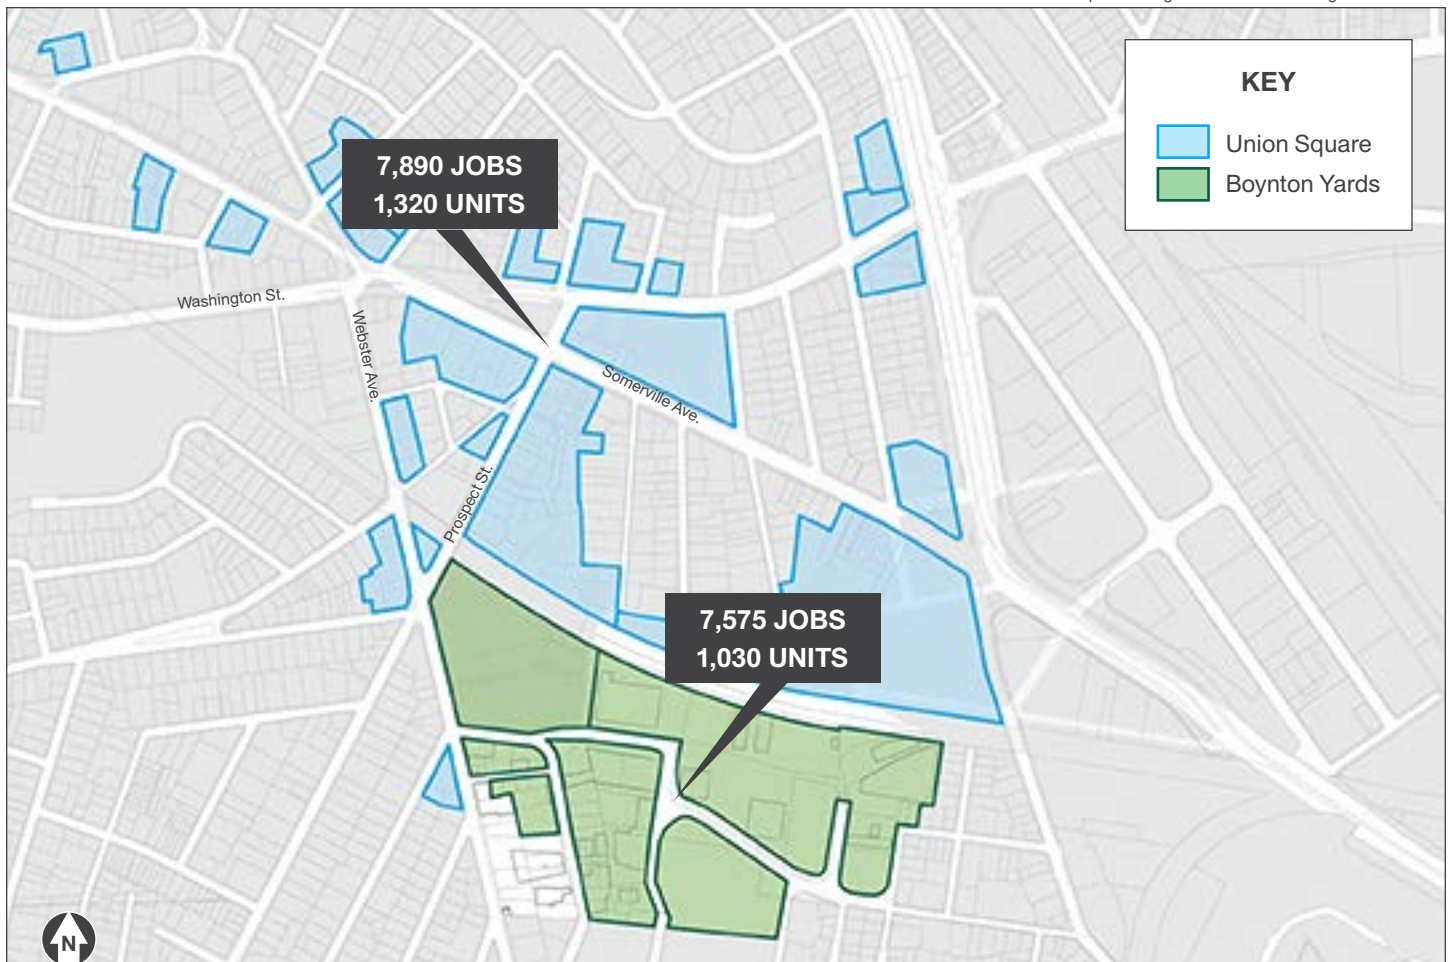 KEY
Union Square
Boynton Yards
7,890 JOBS
1,320 UNITS
Washington St.
Webster Ave.
Somerville Ave.
Prospect St.
7,575 JOBS
1,030 UNITS
N